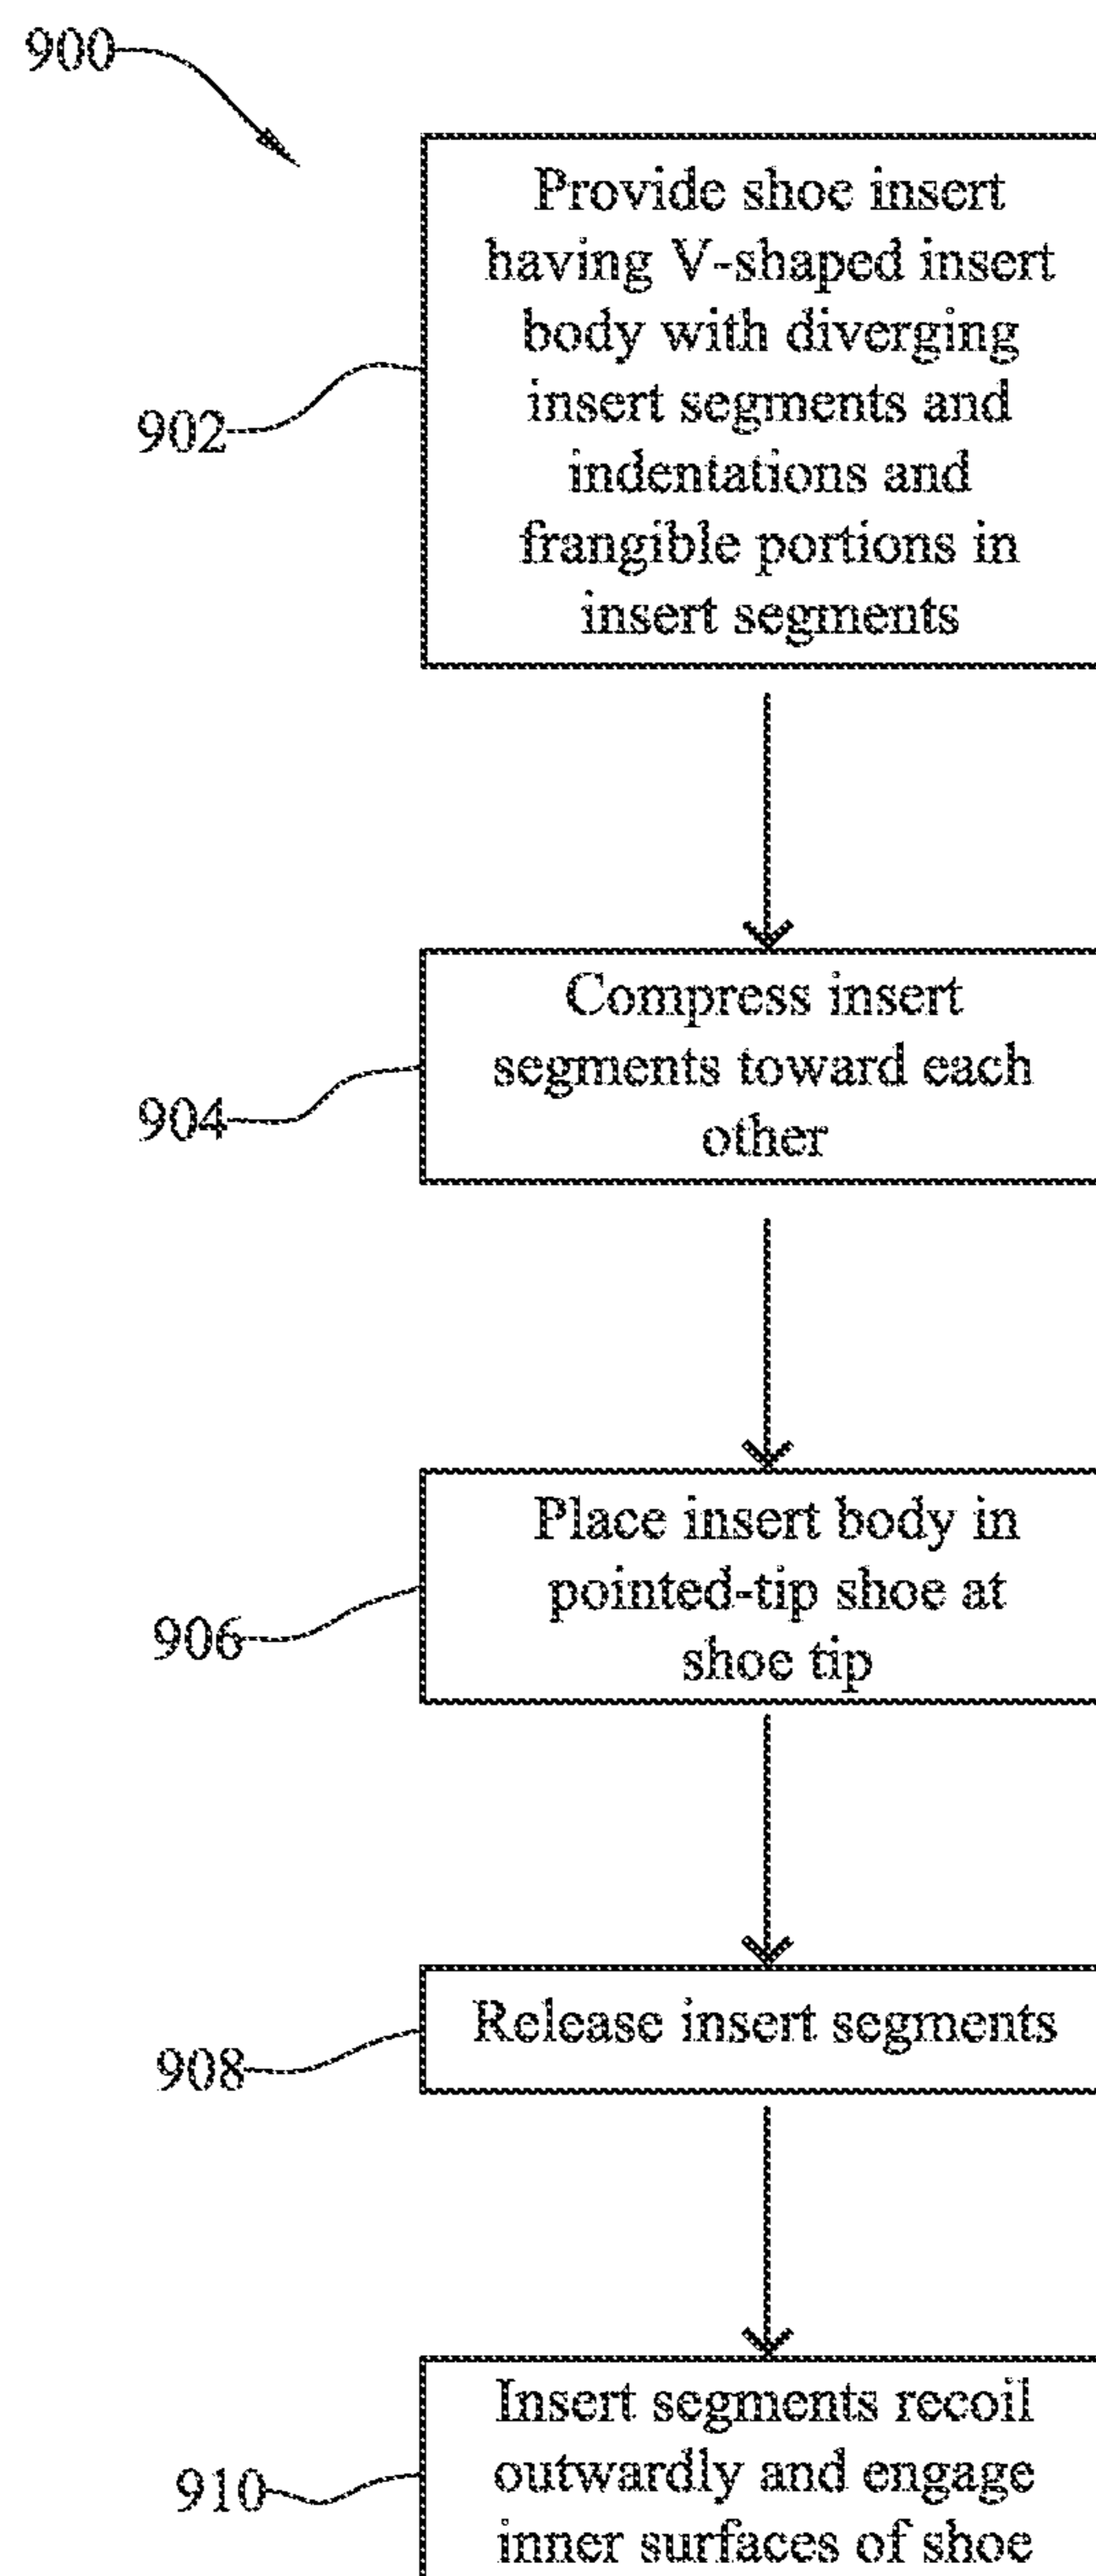 900
Provide shoe insert
having V-shaped insert
body with diverging
insert segments and
indentations and
frangible portions in
insert segments
902
Compress insert
segments toward each
other
904
Place insert body in
pointed-tip shoe at
shoe tip
906
Release insert segments
908
Insert segments recoil
outwardly and engage
inner surfaces of shoe
910